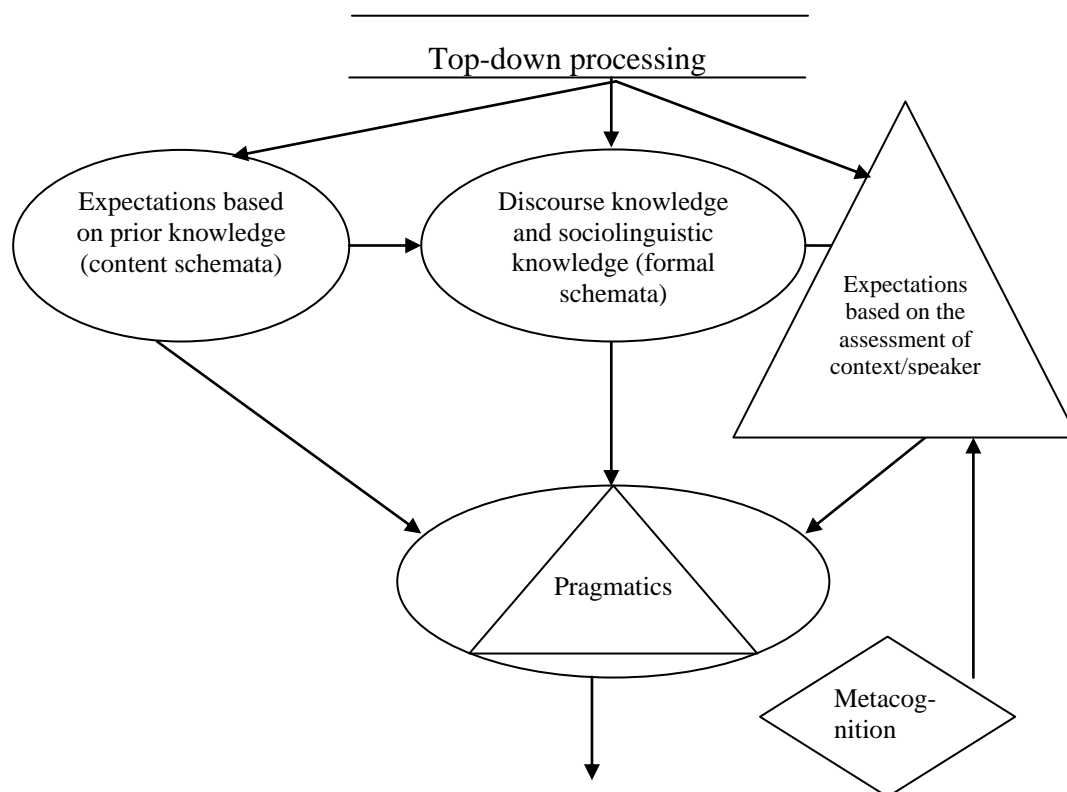 Top-down processing
Expectations based
on prior knowledge
(content schemata)
Discourse knowledge
and sociolinguistic
knowledge (formal
schemata)
Expectations
based on the
assessment of
context/speaker
Pragmatics
Metacog-
nition